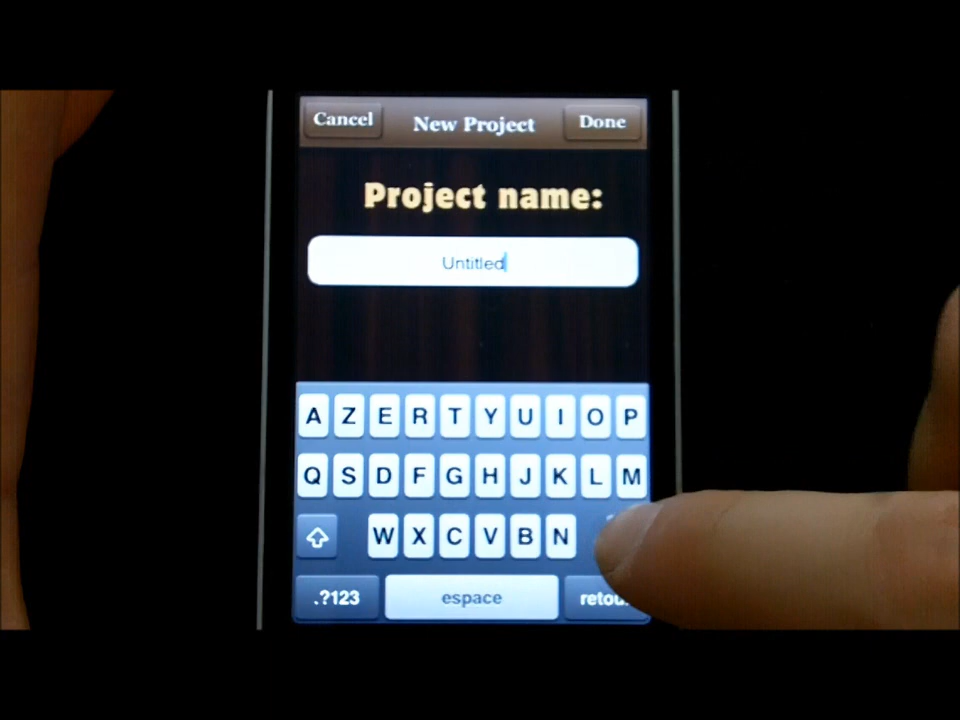 Cancel New Project Done
Project name:
Untitled
A Z E R T Y U I O P
Q S D F G H J K L M
W X C V B N
.?123 espace